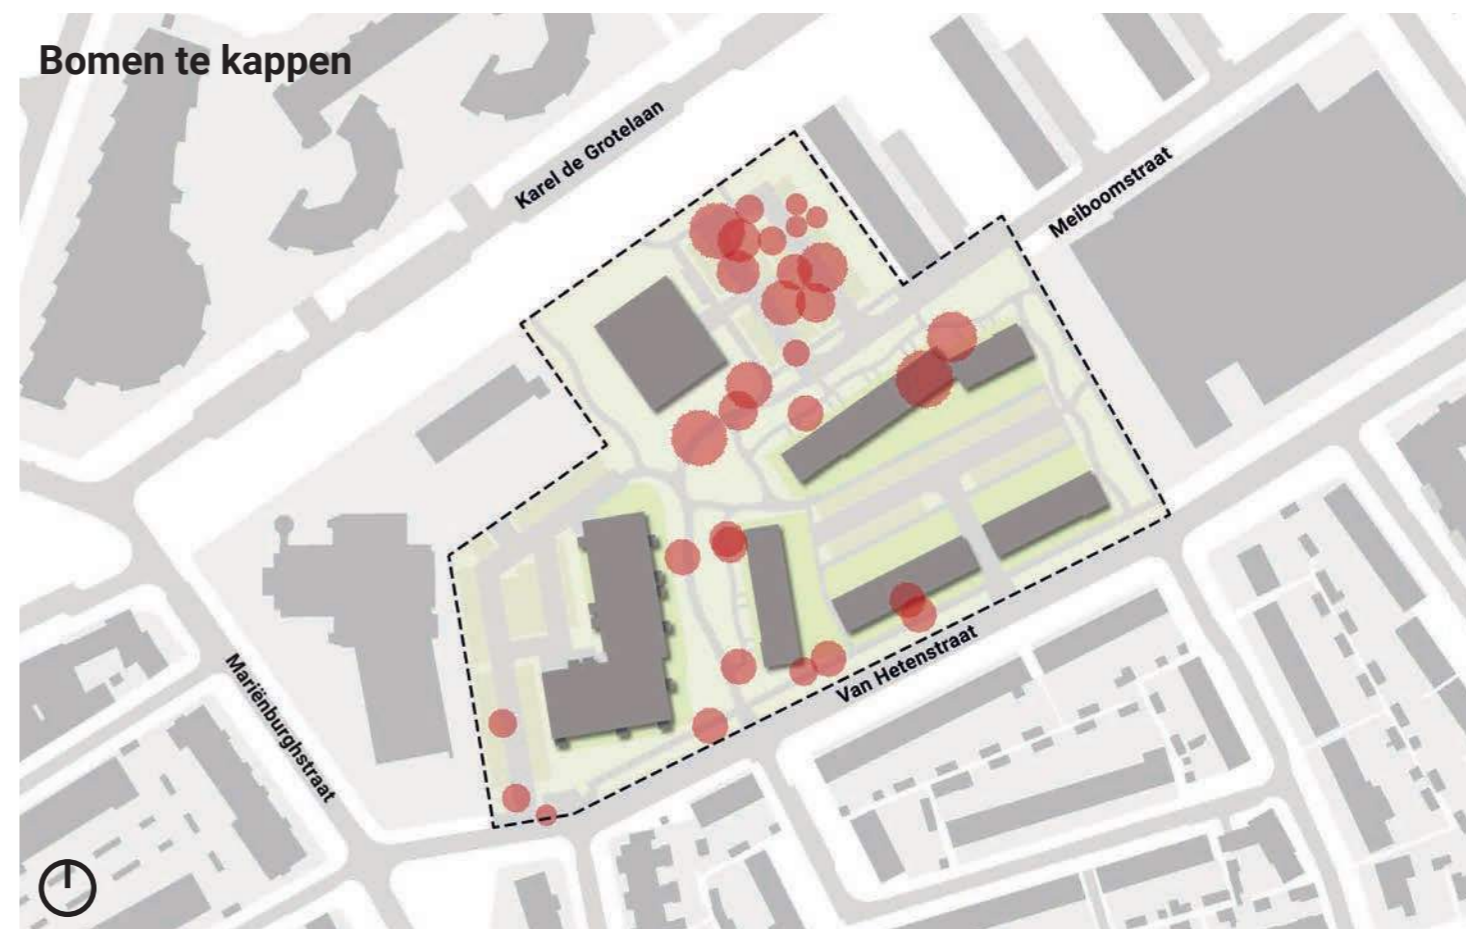 Bomen te kappen
Karel de Grotelaan
Meiboomstraat
Van Hetenstraat
Mariënburghstraat